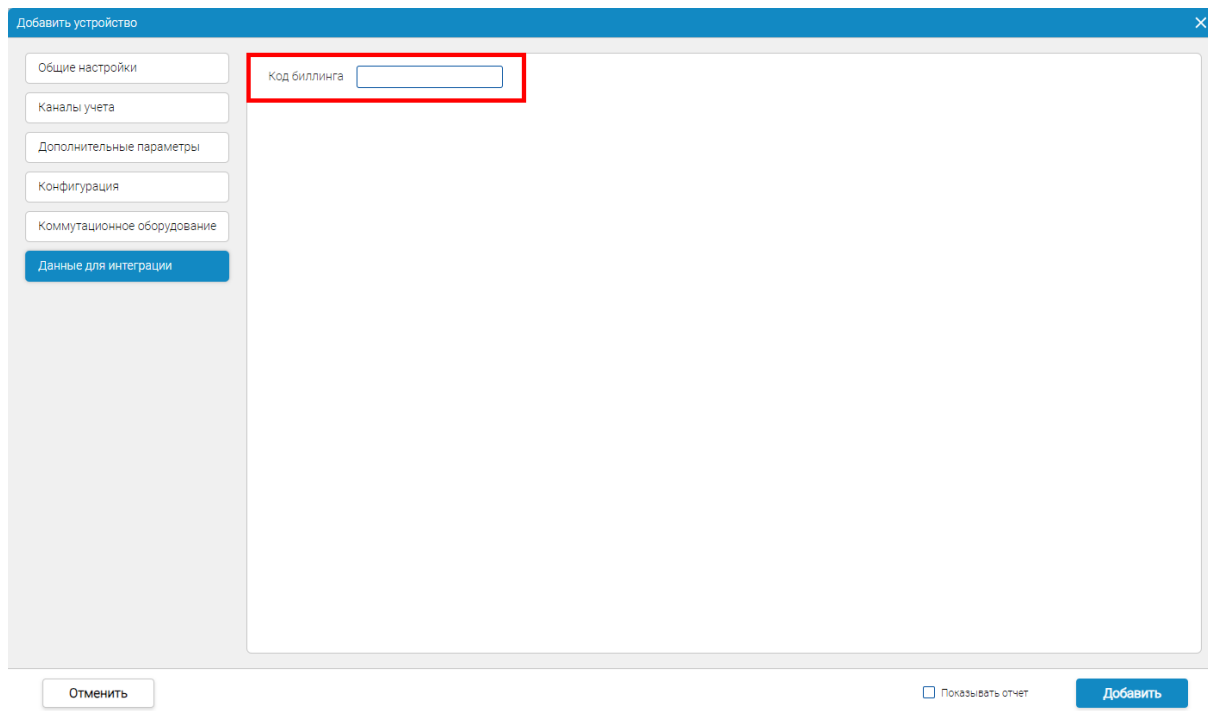 Добавить устройство
Общие настройки
Код биллинга
Каналы учета
Дополнительные параметры
Конфигурация
Коммутационное оборудование
Данные для интеграции
Отменить
Показывать отчет
Добавить